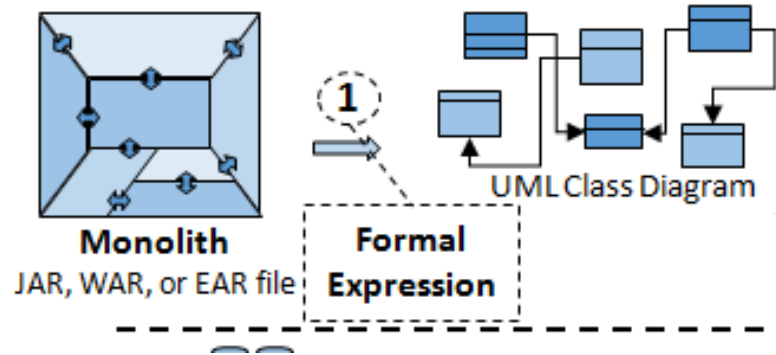 1
UML Class Diagram
Monolith
JAR, WAR, or EAR file
Formal
Expression